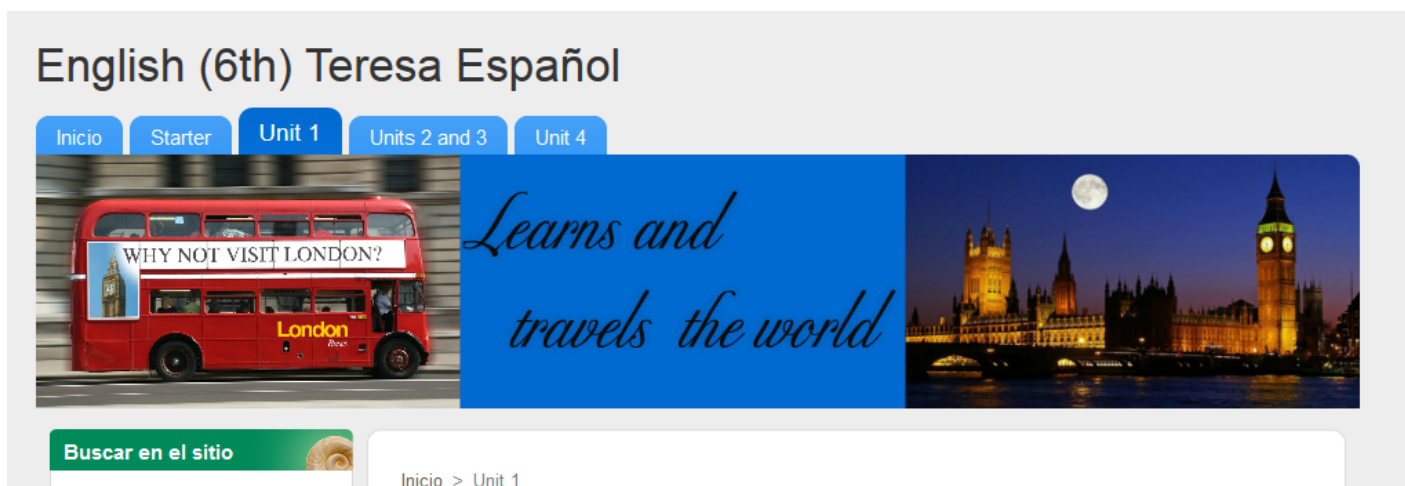 English (6th) Teresa Español
Inicio
Starter
Unit 1
Units 2 and 3
Unit 4
WHY NOT VISIT LONDON?
London
Learns and
travels the world
Buscar en el sitio
Inicio > Unit 1